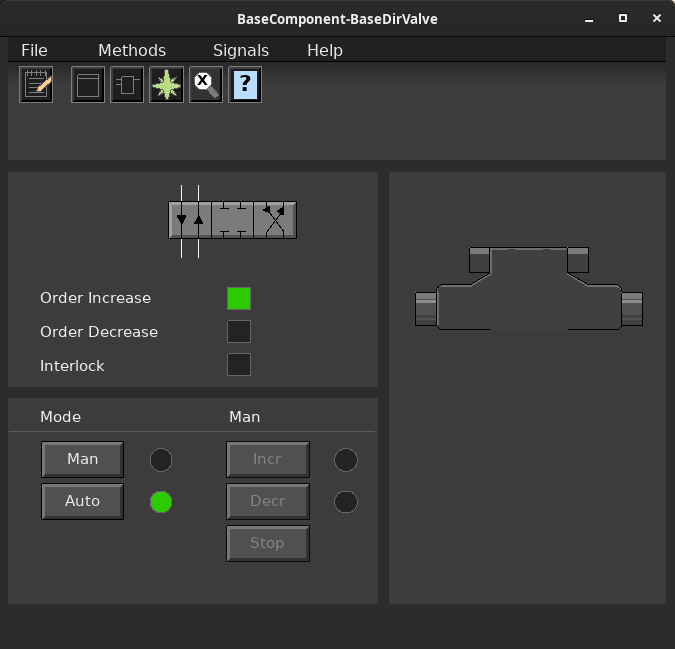 BaseComponent-BaseDirValve
File Methods Signals Help
X ?
Order Increase
Order Decrease
Interlock
Mode Man
Man Incr
Auto Decr
Stop